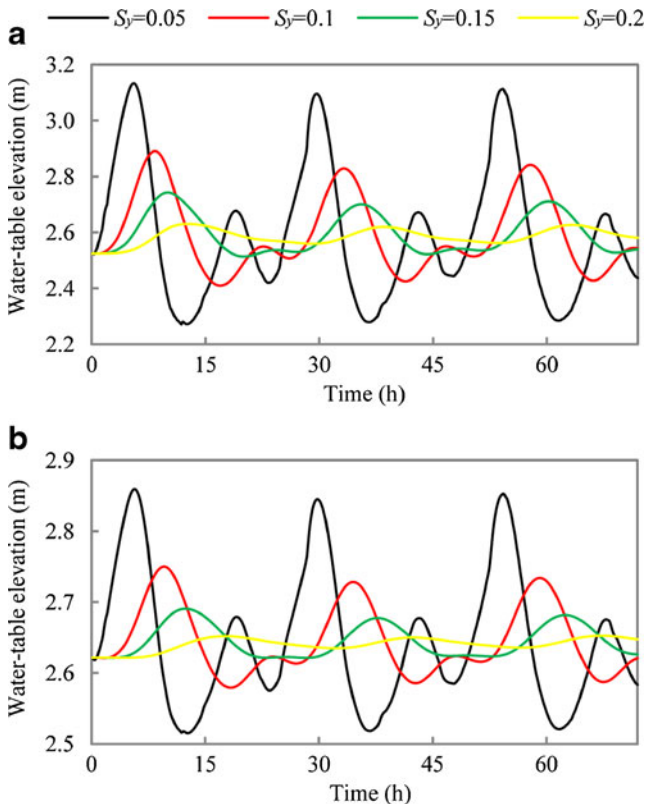 Sy=0.05 Sy=0.1 Sy=0.15 Sy=0.2
a
Water-table elevation (m)
3.2
3.0
2.8
2.6
2.4
2.2
0 15 30 45 60
Time (h)
b
Water-table elevation (m)
2.9
2.8
2.7
2.6
2.5
0 15 30 45 60
Time (h)